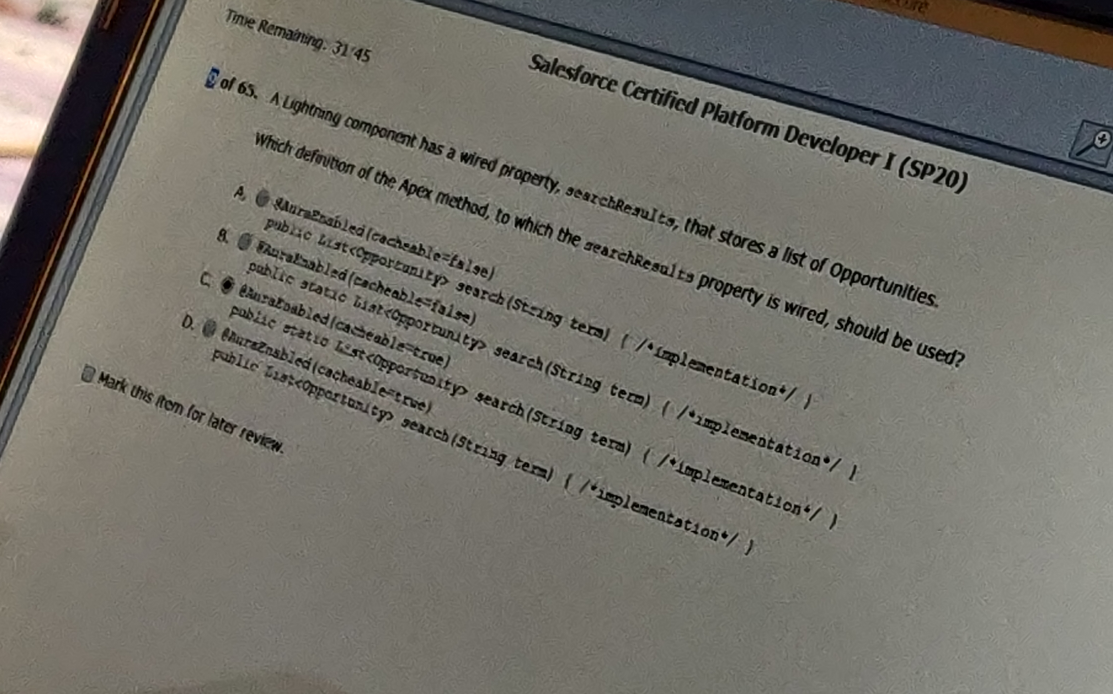 Time Remaining: 31:45
Salesforce Certified Platform Developer I (SP20)
of 65. A Lightning component has a wired property, searchResults, that stores a list of Opportunities.
Which definition of the Apex method, to which the searchResults property is wired, should be used?
A. @AuraEnabled(cacheable=false)
public List<Opportunity> search(String term) { /*implementation*/ }
B. @AuraEnabled(cacheable=false)
public static List<Opportunity> search(String term) { /*implementation*/ }
C. @AuraEnabled(cacheable=true)
public static List<Opportunity> search(String term) { /*implementation*/ }
D. @AuraEnabled(cacheable=true)
public List<Opportunity> search(String term) { /*implementation*/ }
Mark this item for later review.